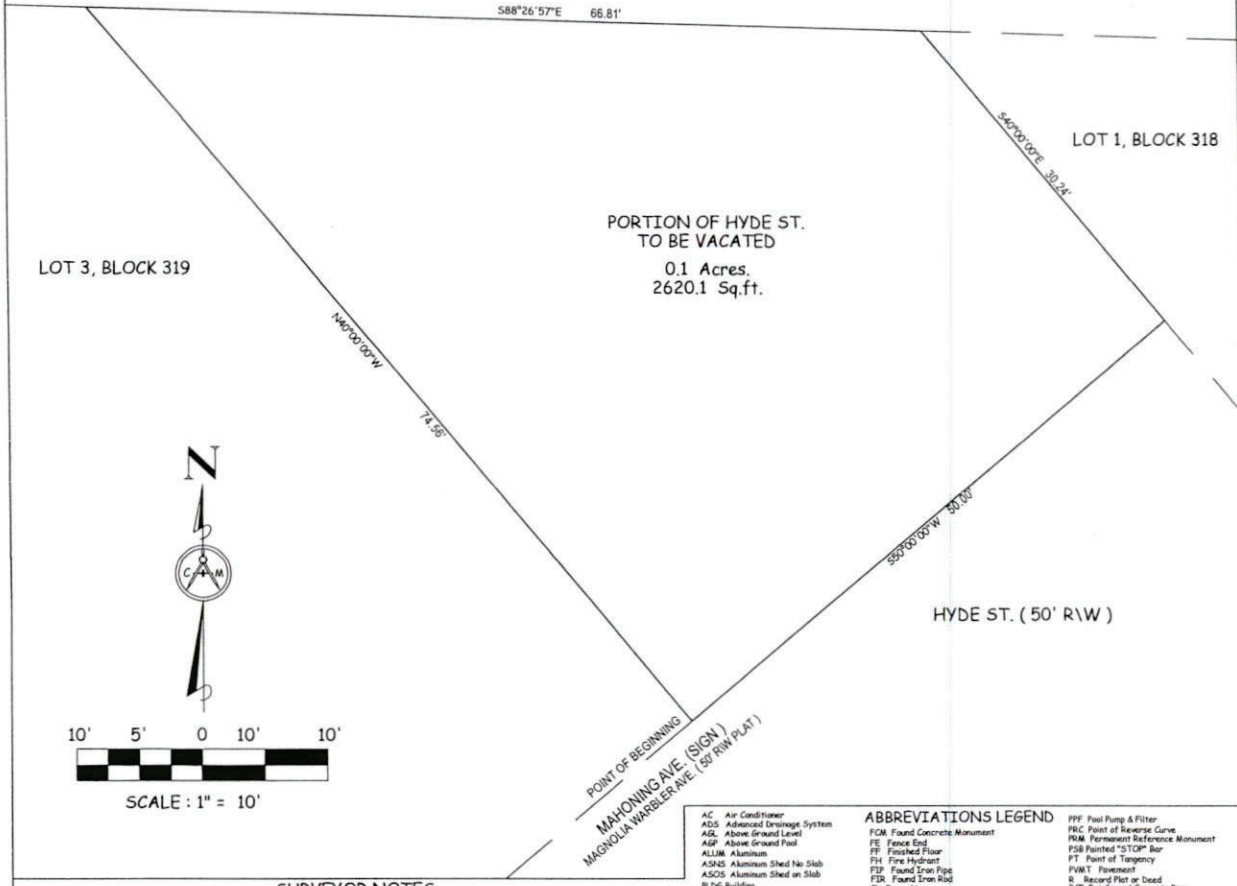 S88°26'57"E 66.81'
S40°00'00"E 30.24'
LOT 1, BLOCK 318
PORTION OF HYDE ST.
TO BE VACATED
0.1 Acres.
2620.1 Sq.ft.
LOT 3, BLOCK 319
N40°00'00"W 74.56'
N
C M
S50°00'00"W 50.00'
HYDE ST. ( 50' R\W )
10' 5' 0 10' 10'
SCALE : 1" = 10'
POINT OF BEGINNING
MAHONING AVE. (SIGN )
MAGNOLIA WARBLER AVE. ( 50' R\W PLAT )
ABBREVIATIONS LEGEND
AC Air Conditioner
ADS Advanced Drainage System
AGL Above Ground Level
AGP Above Ground Pool
ALUM Aluminum
ASNS Aluminum Shed No Slab
ASOS Aluminum Shed on Slab
FCM Found Concrete Monument
FE Fence End
FF Finished Floor
FH Fire Hydrant
FIP Found Iron Pipe
FIR Found Iron Rod
PPF Pool Pump & Filter
PRC Point of Reverse Curve
PRM Permanent Reference Monument
PSB Painted "STOP" Bar
PT Point of Tangency
PVMT Pavement
R Record Plat or Deed